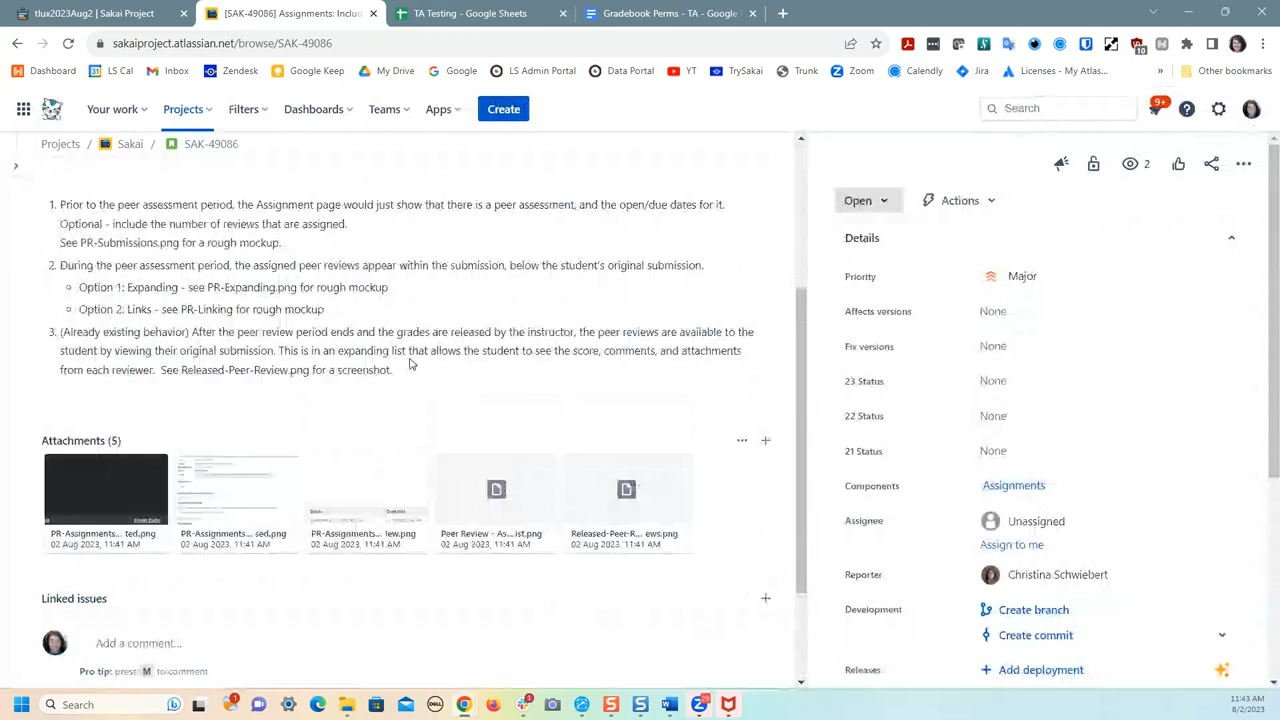 tlux2023Aug2 | Sakai Project
[SAK-49086] Assignments: Includ
TA Testing - Google Sheets
Gradebook Perms - TA - Google
sakaiproject.atlassian.net/browse/SAK-49086
10
Dashboard LS Cal Inbox Zendesk Google Keep My Drive Google LS Admin Portal Data Portal YT TrySakai Trunk Zoom Calendly Jira Licenses - My Atlas... » Other bookmarks
Your work Projects Filters Dashboards Teams Apps Create Search 9+
Projects / Sakai / SAK-49086
2
1. Prior to the peer assessment period, the Assignment page would just show that there is a peer assessment, and the open/due dates for it.
Optional - include the number of reviews that are assigned.
See PR-Submissions.png for a rough mockup.
2. During the peer assessment period, the assigned peer reviews appear within the submission, below the student's original submission.
Option 1: Expanding - see PR-Expanding.png for rough mockup
Option 2: Links - see PR-Linking for rough mockup
3. (Already existing behavior) After the peer review period ends and the grades are released by the instructor, the peer reviews are available to the
student by viewing their original submission. This is in an expanding list that allows the student to see the score, comments, and attachments
from each reviewer. See Released-Peer-Review.png for a screenshot.
Attachments (5)
PR-Assignments... ted.png
02 Aug 2023, 11:41 AM
PR-Assignments... sed.png
02 Aug 2023, 11:41 AM
PR-Assignments... iew.png
02 Aug 2023, 11:41 AM
Peer Review - As...ist.png
02 Aug 2023, 11:41 AM
Released-Peer-R... ews.png
02 Aug 2023, 11:41 AM
Linked issues
Add a comment...
Pro tip: press M to comment
Open
Actions
Details
Priority Major
Affects versions None
Fix versions None
23 Status None
22 Status None
21 Status None
Components Assignments
Assignee Unassigned
Assign to me
Reporter Christina Schwiebert
Development Create branch
Create commit
Releases Add deployment
Search
11:43 AM
8/2/2023